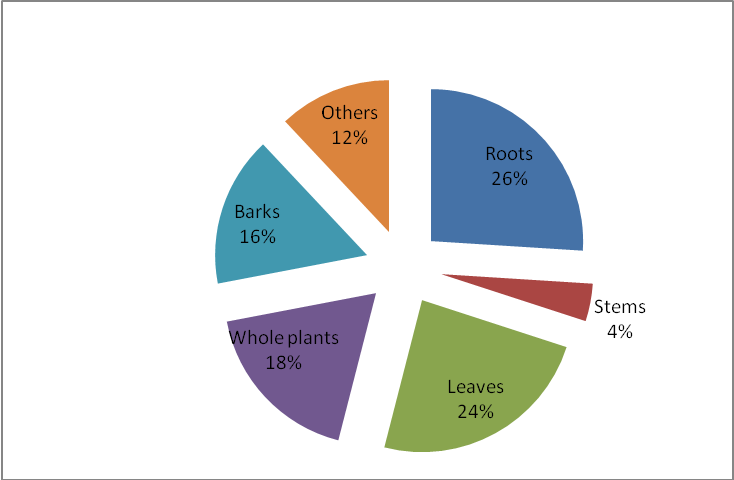 Others
12%
Roots
26%
Barks
16%
Stems
4%
Whole plants
18%
Leaves
24%